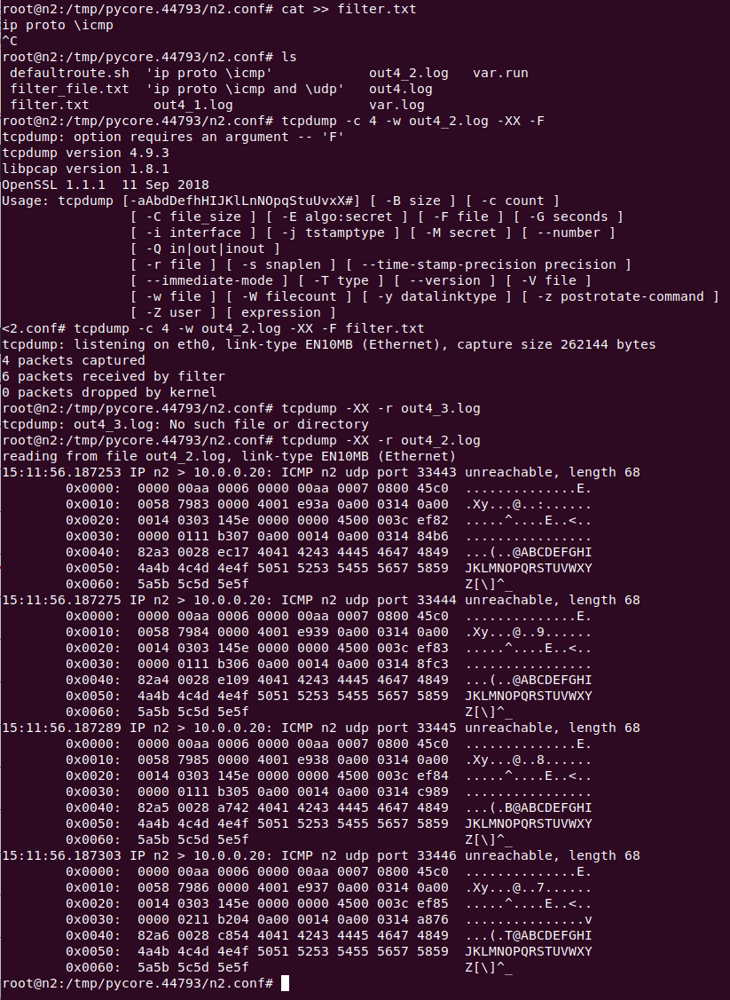 root@n2:/tmp/pycore.44793/n2.conf# cat >> filter.txt
ip proto \icmp
^C
root@n2:/tmp/pycore.44793/n2.conf# ls
 defaultroute.sh  'ip proto \icmp'            out4_2.log   var.run
 filter_file.txt  'ip proto \icmp and \udp'   out4.log
 filter.txt        out4_1.log                 var.log
root@n2:/tmp/pycore.44793/n2.conf# tcpdump -c 4 -w out4_2.log -XX -F
tcpdump: option requires an argument -- 'F'
tcpdump version 4.9.3
libpcap version 1.8.1
OpenSSL 1.1.1  11 Sep 2018
Usage: tcpdump [-aAbdDefhHIJKlLnNOpqStuUvxX#] [ -B size ] [ -c count ]
                [ -C file_size ] [ -E algo:secret ] [ -F file ] [ -G seconds ]
                [ -i interface ] [ -j tstamptype ] [ -M secret ] [ --number ]
                [ -Q in|out|inout ]
                [ -r file ] [ -s snaplen ] [ --time-stamp-precision precision ]
                [ --immediate-mode ] [ -T type ] [ --version ] [ -V file ]
                [ -w file ] [ -W filecount ] [ -y datalinktype ] [ -z postrotate-command ]
                [ -Z user ] [ expression ]
<2.conf# tcpdump -c 4 -w out4_2.log -XX -F filter.txt
tcpdump: listening on eth0, link-type EN10MB (Ethernet), capture size 262144 bytes
4 packets captured
6 packets received by filter
0 packets dropped by kernel
root@n2:/tmp/pycore.44793/n2.conf# tcpdump -XX -r out4_3.log
tcpdump: out4_3.log: No such file or directory
root@n2:/tmp/pycore.44793/n2.conf# tcpdump -XX -r out4_2.log
reading from file out4_2.log, link-type EN10MB (Ethernet)
15:11:56.187253 IP n2 > 10.0.0.20: ICMP n2 udp port 33443 unreachable, length 68
        0x0000:  0000 00aa 0006 0000 00aa 0007 0800 45c0  ..............E.
        0x0010:  0058 7983 0000 4001 e93a 0a00 0314 0a00  .Xy...@..:......
        0x0020:  0014 0303 145e 0000 0000 4500 003c ef82  .....^....E..<..
        0x0030:  0000 0111 b307 0a00 0014 0a00 0314 84b6  ................
        0x0040:  82a3 0028 ec17 4041 4243 4445 4647 4849  ...(..@ABCDEFGHI
        0x0050:  4a4b 4c4d 4e4f 5051 5253 5455 5657 5859  JKLMNOPQRSTUVWXY
        0x0060:  5a5b 5c5d 5e5f                           Z[\]^_
15:11:56.187275 IP n2 > 10.0.0.20: ICMP n2 udp port 33444 unreachable, length 68
        0x0000:  0000 00aa 0006 0000 00aa 0007 0800 45c0  ..............E.
        0x0010:  0058 7984 0000 4001 e939 0a00 0314 0a00  .Xy...@..9......
        0x0020:  0014 0303 145e 0000 0000 4500 003c ef83  .....^....E..<..
        0x0030:  0000 0111 b306 0a00 0014 0a00 0314 8fc3  ................
        0x0040:  82a4 0028 e109 4041 4243 4445 4647 4849  ...(..@ABCDEFGHI
        0x0050:  4a4b 4c4d 4e4f 5051 5253 5455 5657 5859  JKLMNOPQRSTUVWXY
        0x0060:  5a5b 5c5d 5e5f                           Z[\]^_
15:11:56.187289 IP n2 > 10.0.0.20: ICMP n2 udp port 33445 unreachable, length 68
        0x0000:  0000 00aa 0006 0000 00aa 0007 0800 45c0  ..............E.
        0x0010:  0058 7985 0000 4001 e938 0a00 0314 0a00  .Xy...@..8......
        0x0020:  0014 0303 145e 0000 0000 4500 003c ef84  .....^....E..<..
        0x0030:  0000 0111 b305 0a00 0014 0a00 0314 c989  ................
        0x0040:  82a5 0028 a742 4041 4243 4445 4647 4849  ...(.B@ABCDEFGHI
        0x0050:  4a4b 4c4d 4e4f 5051 5253 5455 5657 5859  JKLMNOPQRSTUVWXY
        0x0060:  5a5b 5c5d 5e5f                           Z[\]^_
15:11:56.187303 IP n2 > 10.0.0.20: ICMP n2 udp port 33446 unreachable, length 68
        0x0000:  0000 00aa 0006 0000 00aa 0007 0800 45c0  ..............E.
        0x0010:  0058 7986 0000 4001 e937 0a00 0314 0a00  .Xy...@..7......
        0x0020:  0014 0303 145e 0000 0000 4500 003c ef85  .....^....E..<..
        0x0030:  0000 0211 b204 0a00 0014 0a00 0314 a876  ...............v
        0x0040:  82a6 0028 c854 4041 4243 4445 4647 4849  ...(.T@ABCDEFGHI
        0x0050:  4a4b 4c4d 4e4f 5051 5253 5455 5657 5859  JKLMNOPQRSTUVWXY
        0x0060:  5a5b 5c5d 5e5f                           Z[\]^_
root@n2:/tmp/pycore.44793/n2.conf#